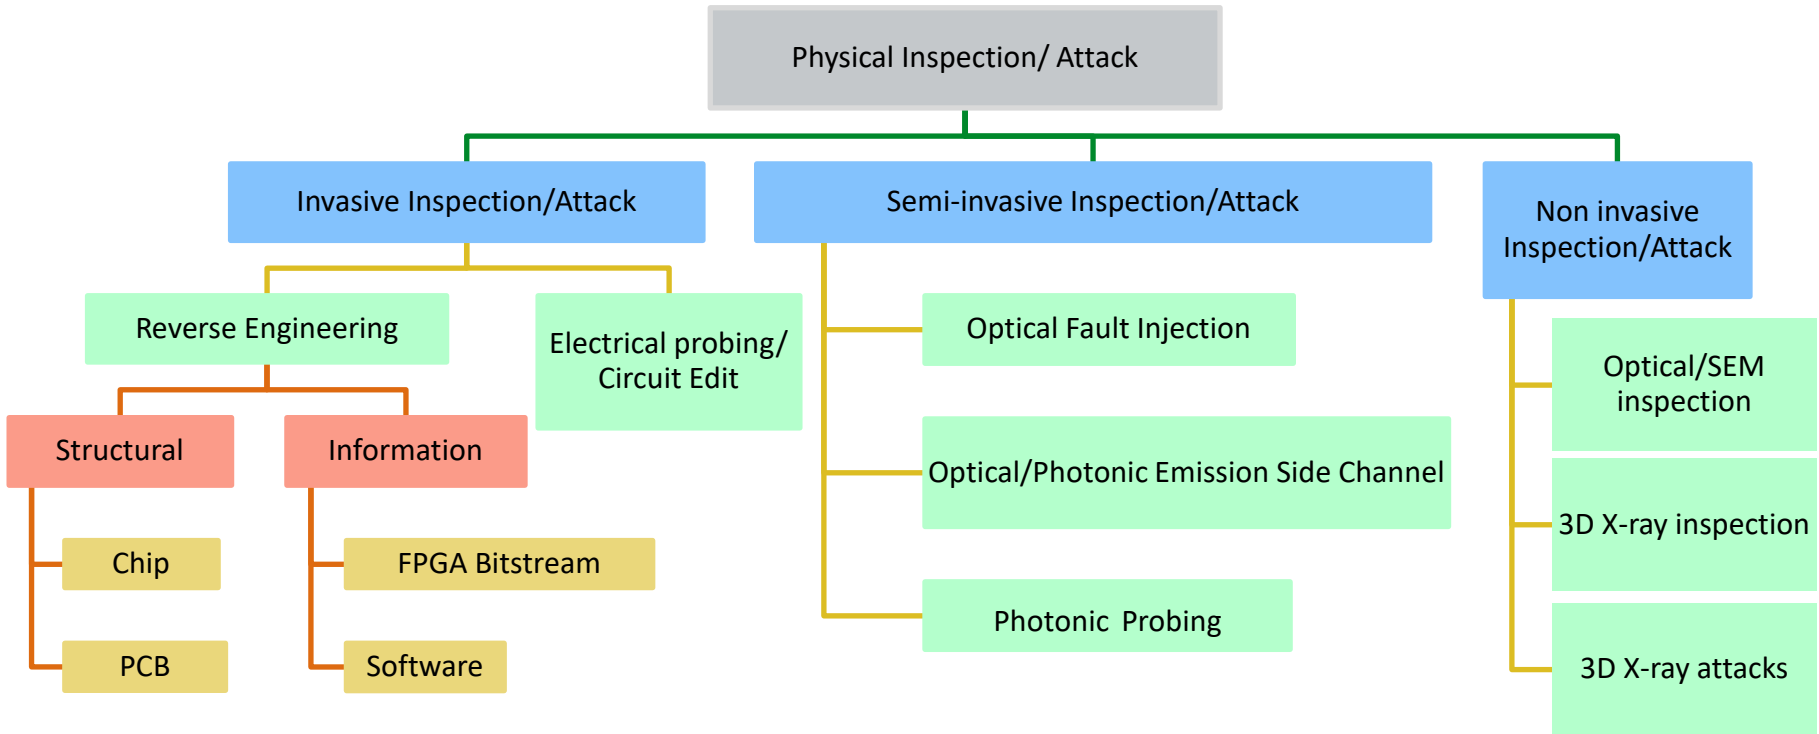 Physical Inspection/ Attack
Invasive Inspection/Attack
Semi-invasive Inspection/Attack
Non invasive
Inspection/Attack
Reverse Engineering
Electrical probing/
Circuit Edit
Structural
Information
Chip
PCB
FPGA Bitstream
Software
Optical Fault Injection
Optical/Photonic Emission Side Channel
Photonic  Probing
Optical/SEM
inspection
3D X-ray inspection
3D X-ray attacks